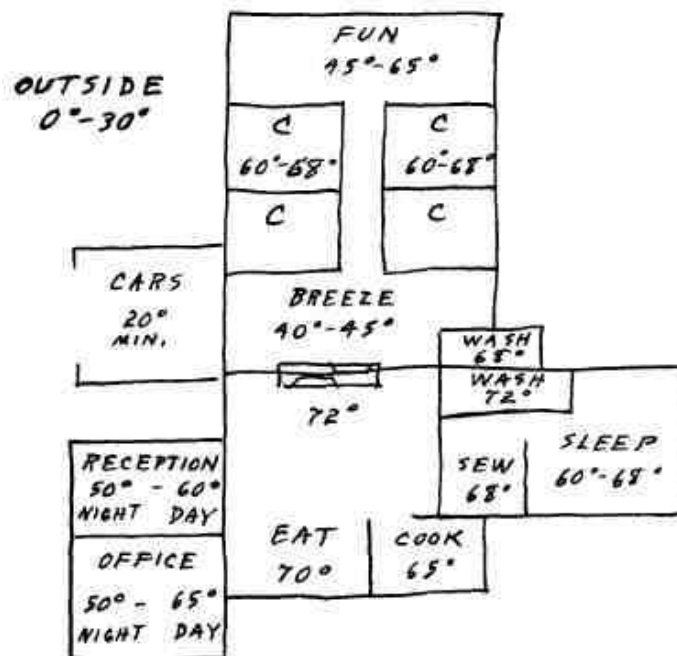 FUN
45°-65°
OUTSIDE
0°-30°
C
60°-68°
C
60°-68°
C
C
CARS
20°
MIN.
BREEZE
40°-45°
WASH
65°
WASH
72°
72°
RECEPTION
50° - 60°
NIGHT DAY
SEW
68°
SLEEP
60°-68°
OFFICE
50° - 65°
NIGHT DAY
EAT
70°
COOK
65°